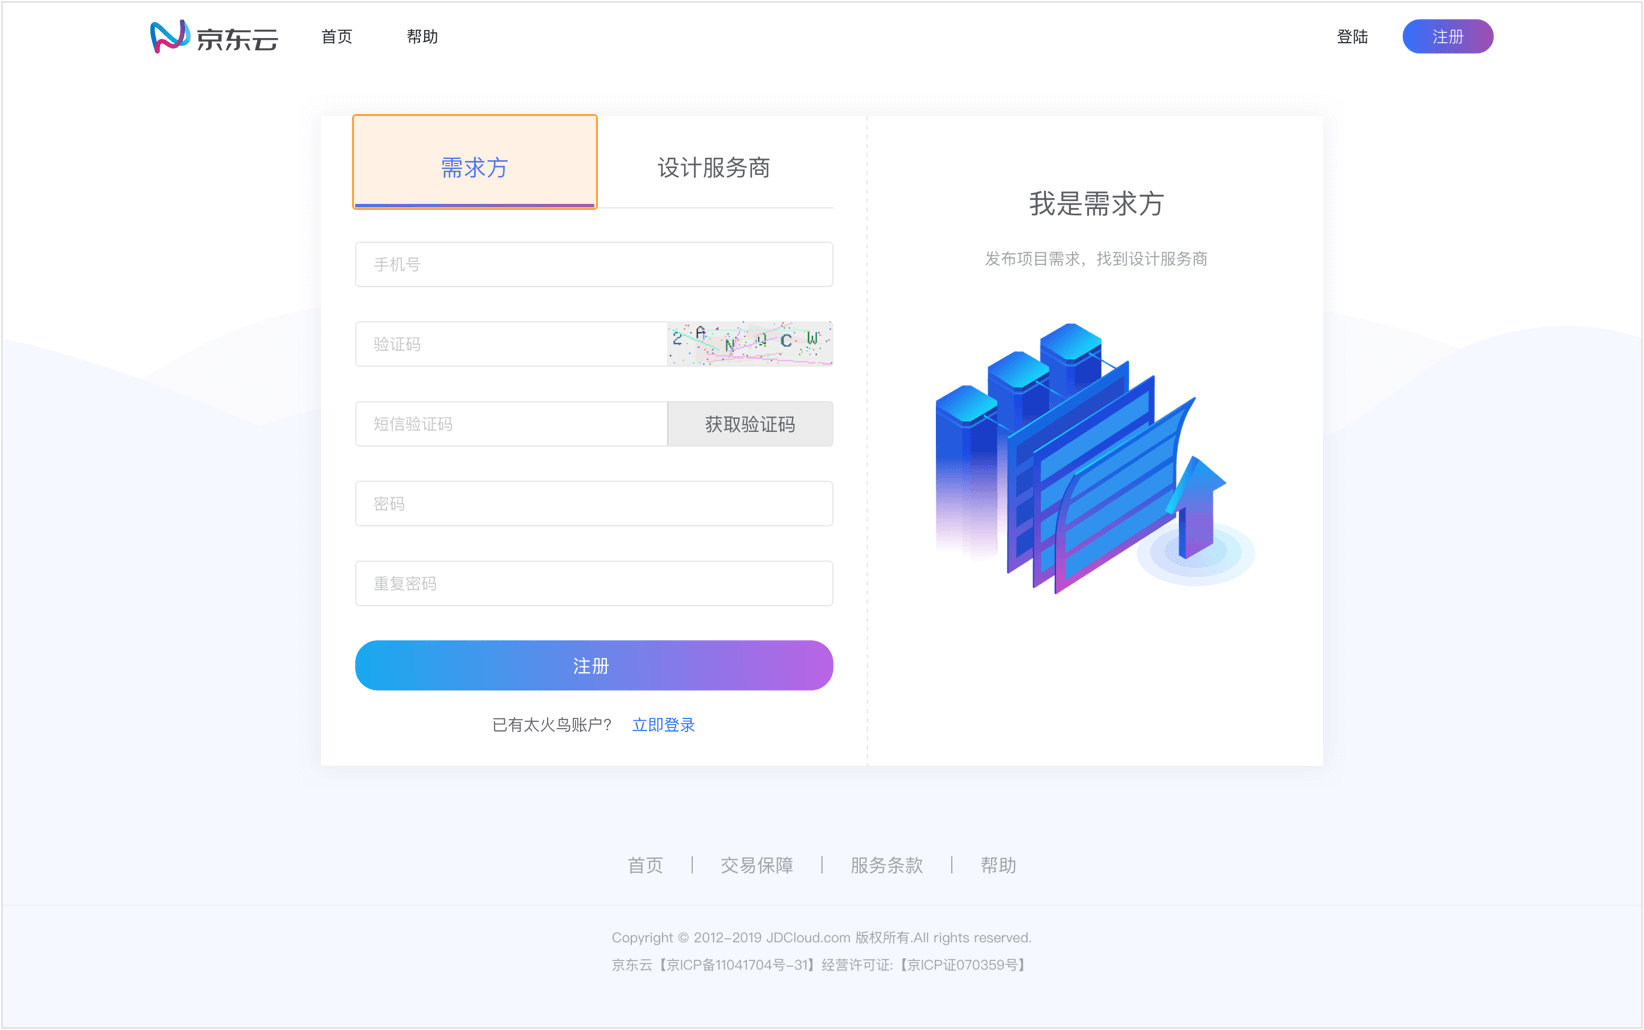 京东云 首页 帮助 登陆 注册
需求方 设计服务商
手机号
验证码
短信验证码 获取验证码
密码
重复密码
注册
已有太火鸟账户? 立即登录
我是需求方
发布项目需求，找到设计服务商
首页 | 交易保障 | 服务条款 | 帮助
Copyright © 2012-2019 JDCloud.com 版权所有.All rights reserved.
京东云【京ICP备11041704号-31】经营许可证:【京ICP证070359号】